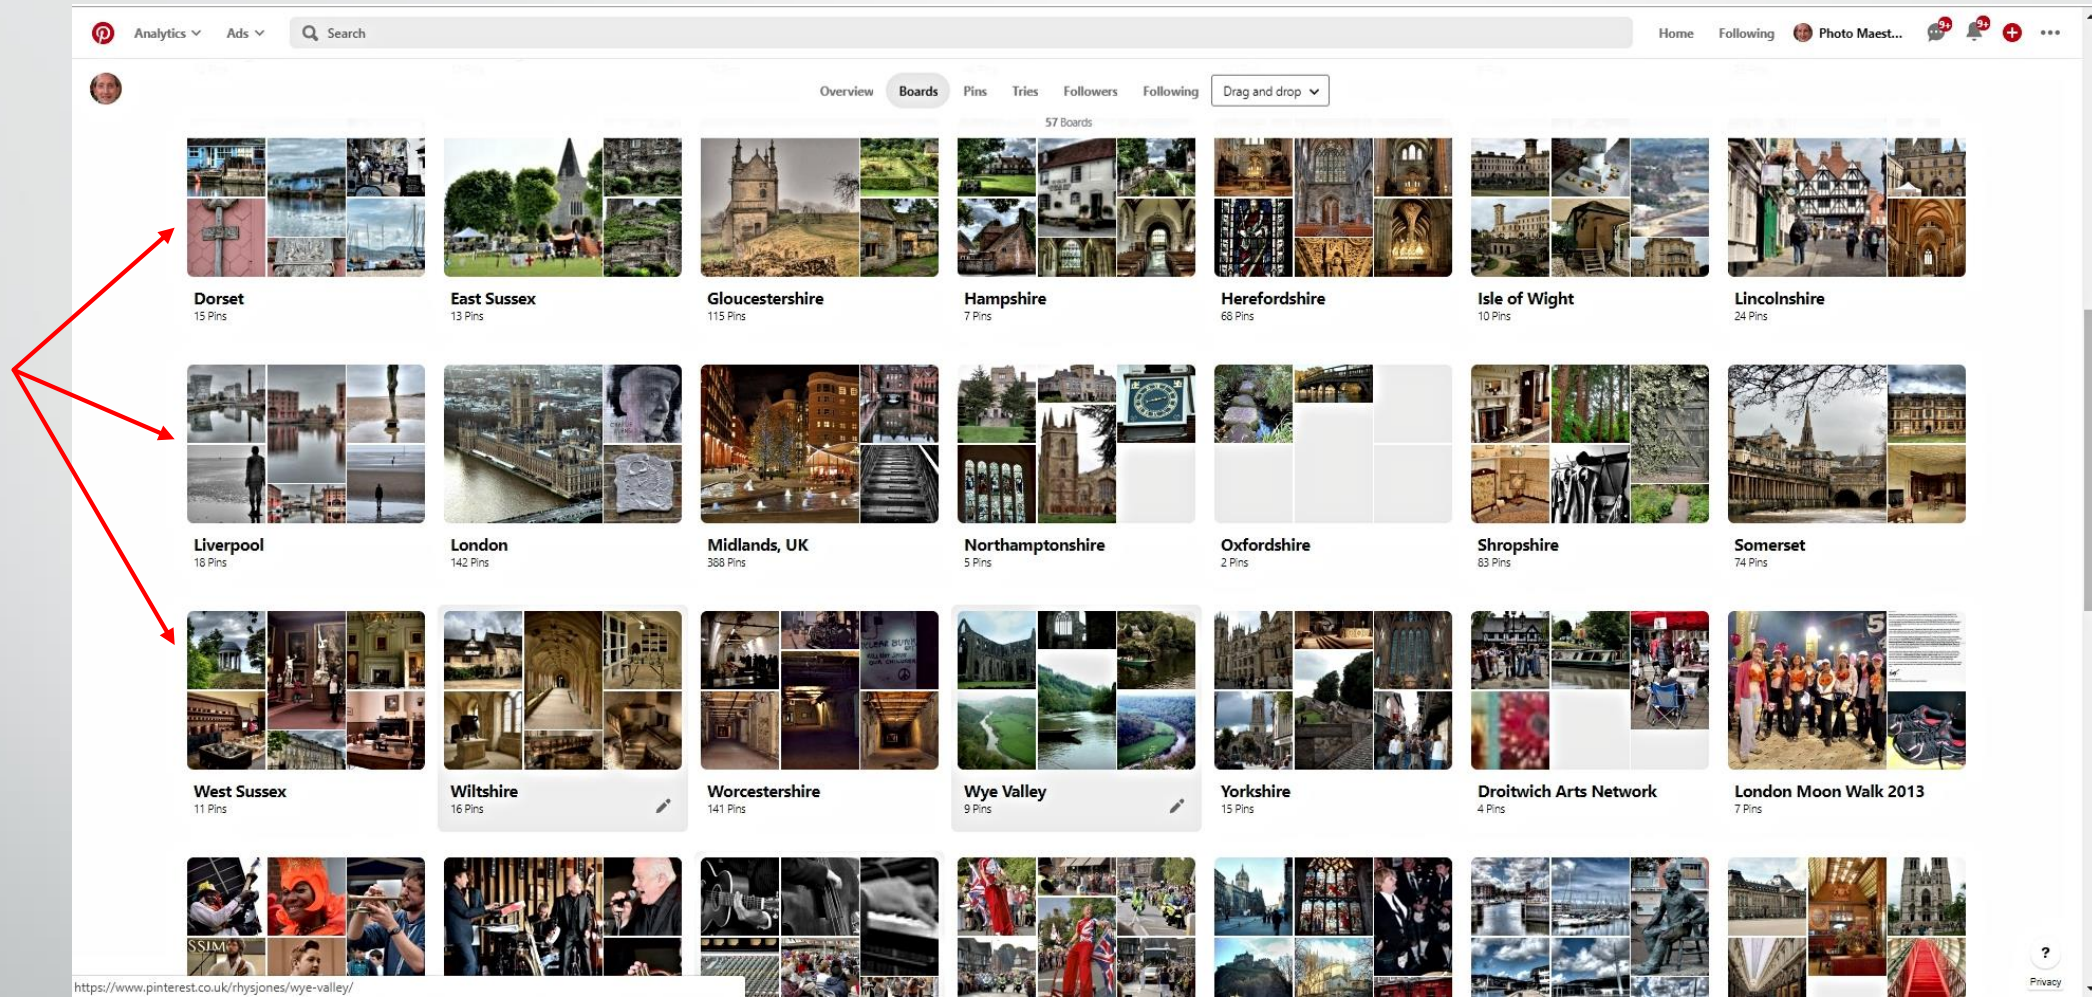 Analytics
Ads
Search
Home
Following
Photo Maest...
9+
9+
Overview
Boards
Pins
Tries
Followers
Following
Drag and drop
57 Boards
Dorset
15 Pins
East Sussex
13 Pins
Gloucestershire
115 Pins
Hampshire
7 Pins
Herefordshire
68 Pins
Isle of Wight
10 Pins
Lincolnshire
24 Pins
Liverpool
18 Pins
London
142 Pins
Midlands, UK
388 Pins
Northamptonshire
5 Pins
Oxfordshire
2 Pins
Shropshire
83 Pins
Somerset
74 Pins
West Sussex
11 Pins
Wiltshire
16 Pins
Worcestershire
141 Pins
Wye Valley
9 Pins
Yorkshire
15 Pins
Droitwich Arts Network
4 Pins
London Moon Walk 2013
7 Pins
SSIM
?
Privacy
https://www.pinterest.co.uk/rhysjones/wye-valley/